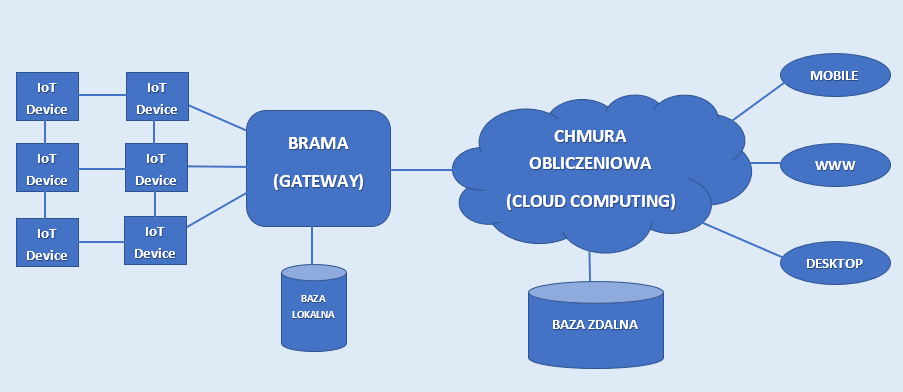 IoT
Device
IoT
Device
IoT
Device
IoT
Device
IoT
Device
IoT
Device
BRAMA
(GATEWAY)
BAZA
LOKALNA
CHMURA
OBLICZENIOWA
(CLOUD COMPUTING)
BAZA ZDALNA
MOBILE
WWW
DESKTOP